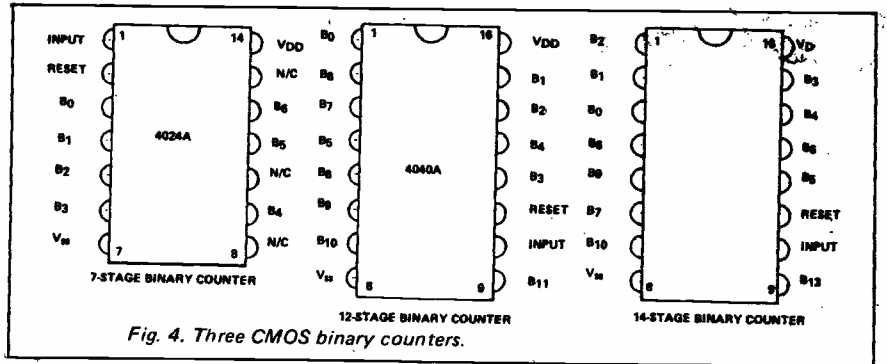 INPUT 1 14 VDD
RESET N/C
B0 B6
B1 4024A B5
B2 N/C
B3 B4
Vss 7 8 N/C
7-STAGE BINARY COUNTER
B0 1 16 VDD
B8 B1
B7 B2
B5 B4
B8 4040A B3
B9 RESET
B10 INPUT
Vss 8 9 B11
12-STAGE BINARY COUNTER
B2 1 16 VD
B1 B3
B0 B4
B6 B6
B9 B5
B7 RESET
B10 INPUT
Vss 8 9 B13
14-STAGE BINARY COUNTER
Fig. 4. Three CMOS binary counters.